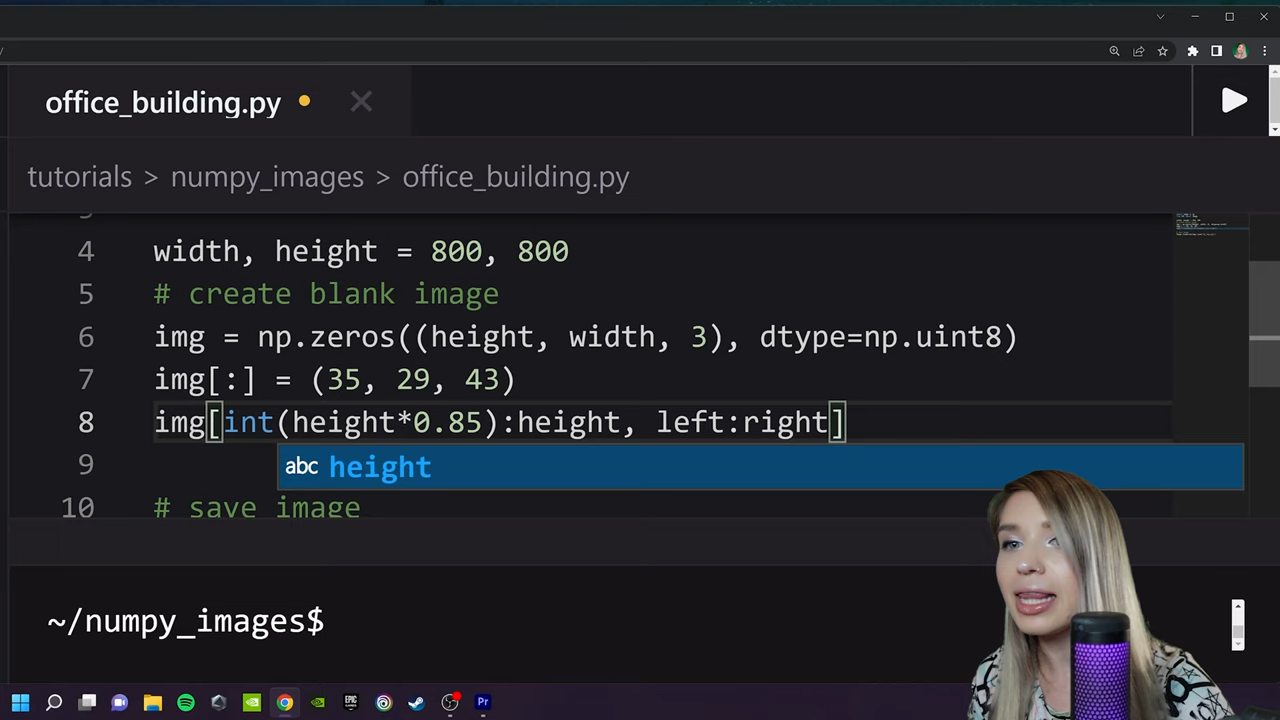 office_building.py
tutorials > numpy_images > office_building.py
4 width, height = 800, 800
5 # create blank image
6 img = np.zeros((height, width, 3), dtype=np.uint8)
7 img[:] = (35, 29, 43)
8 img[int(height*0.85):height, left:right]
abc height
9
10 # save image
~/numpy_images$
EPIC
Pr